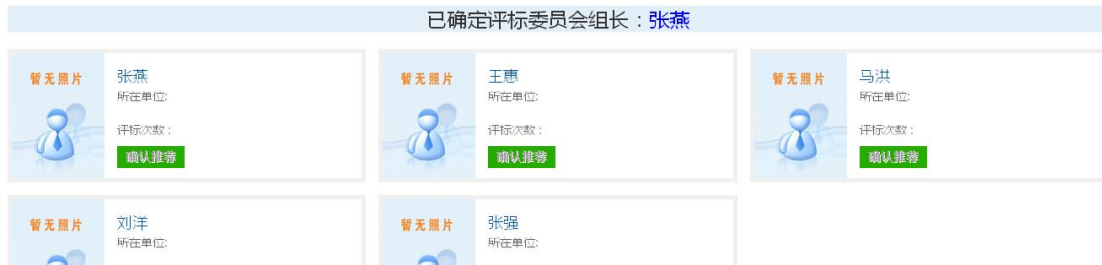 已确定评标委员会组长：张燕
暂无照片
张燕
所在单位:
评标次数：
确认推荐
暂无照片
王惠
所在单位:
评标次数：
确认推荐
暂无照片
马洪
所在单位:
评标次数：
确认推荐
暂无照片
刘洋
所在单位:
暂无照片
张强
所在单位: